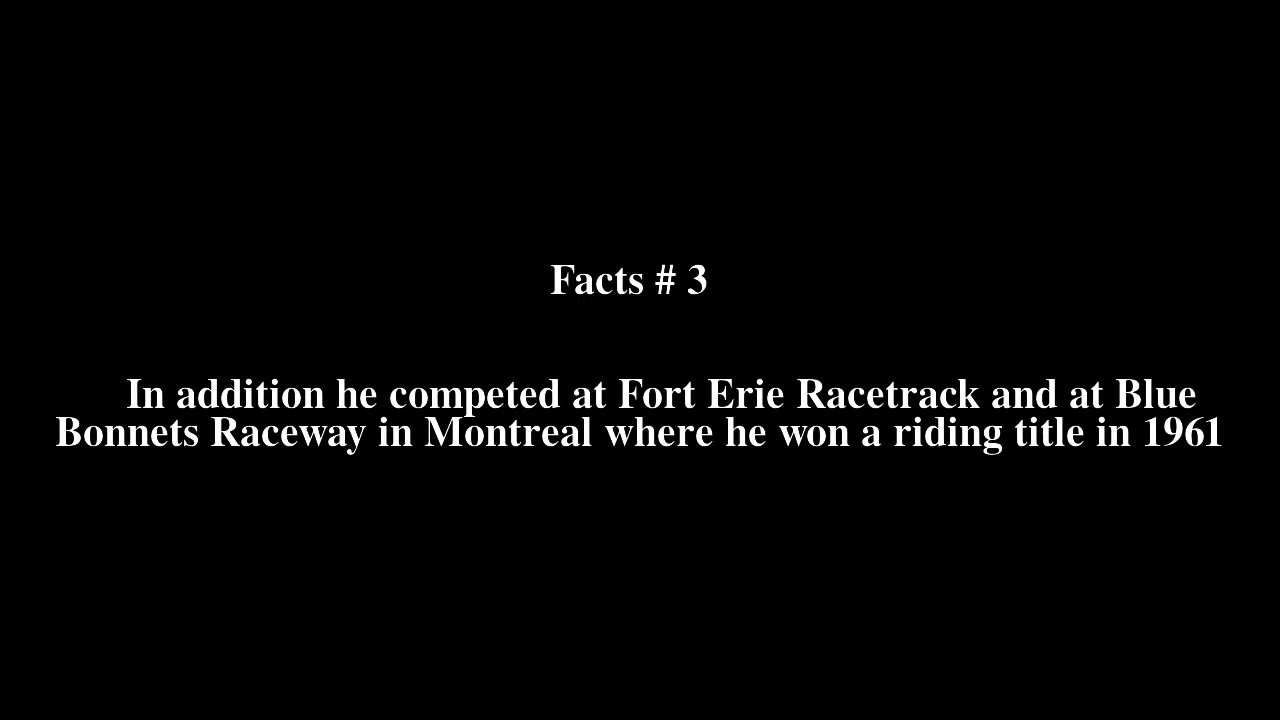 Facts # 3
In addition he competed at Fort Erie Racetrack and at Blue
Bonnets Raceway in Montreal where he won a riding title in 1961